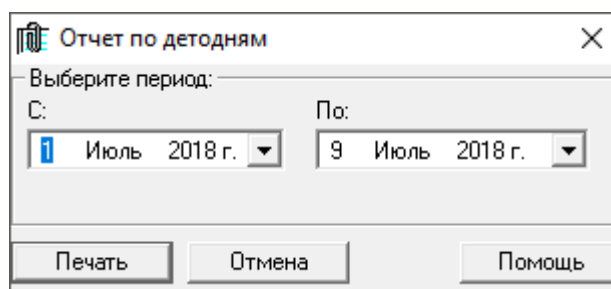 Отчет по детодням
Выберите период:
С: По:
1 Июль 2018 г. 9 Июль 2018 г.
Печать Отмена Помощь